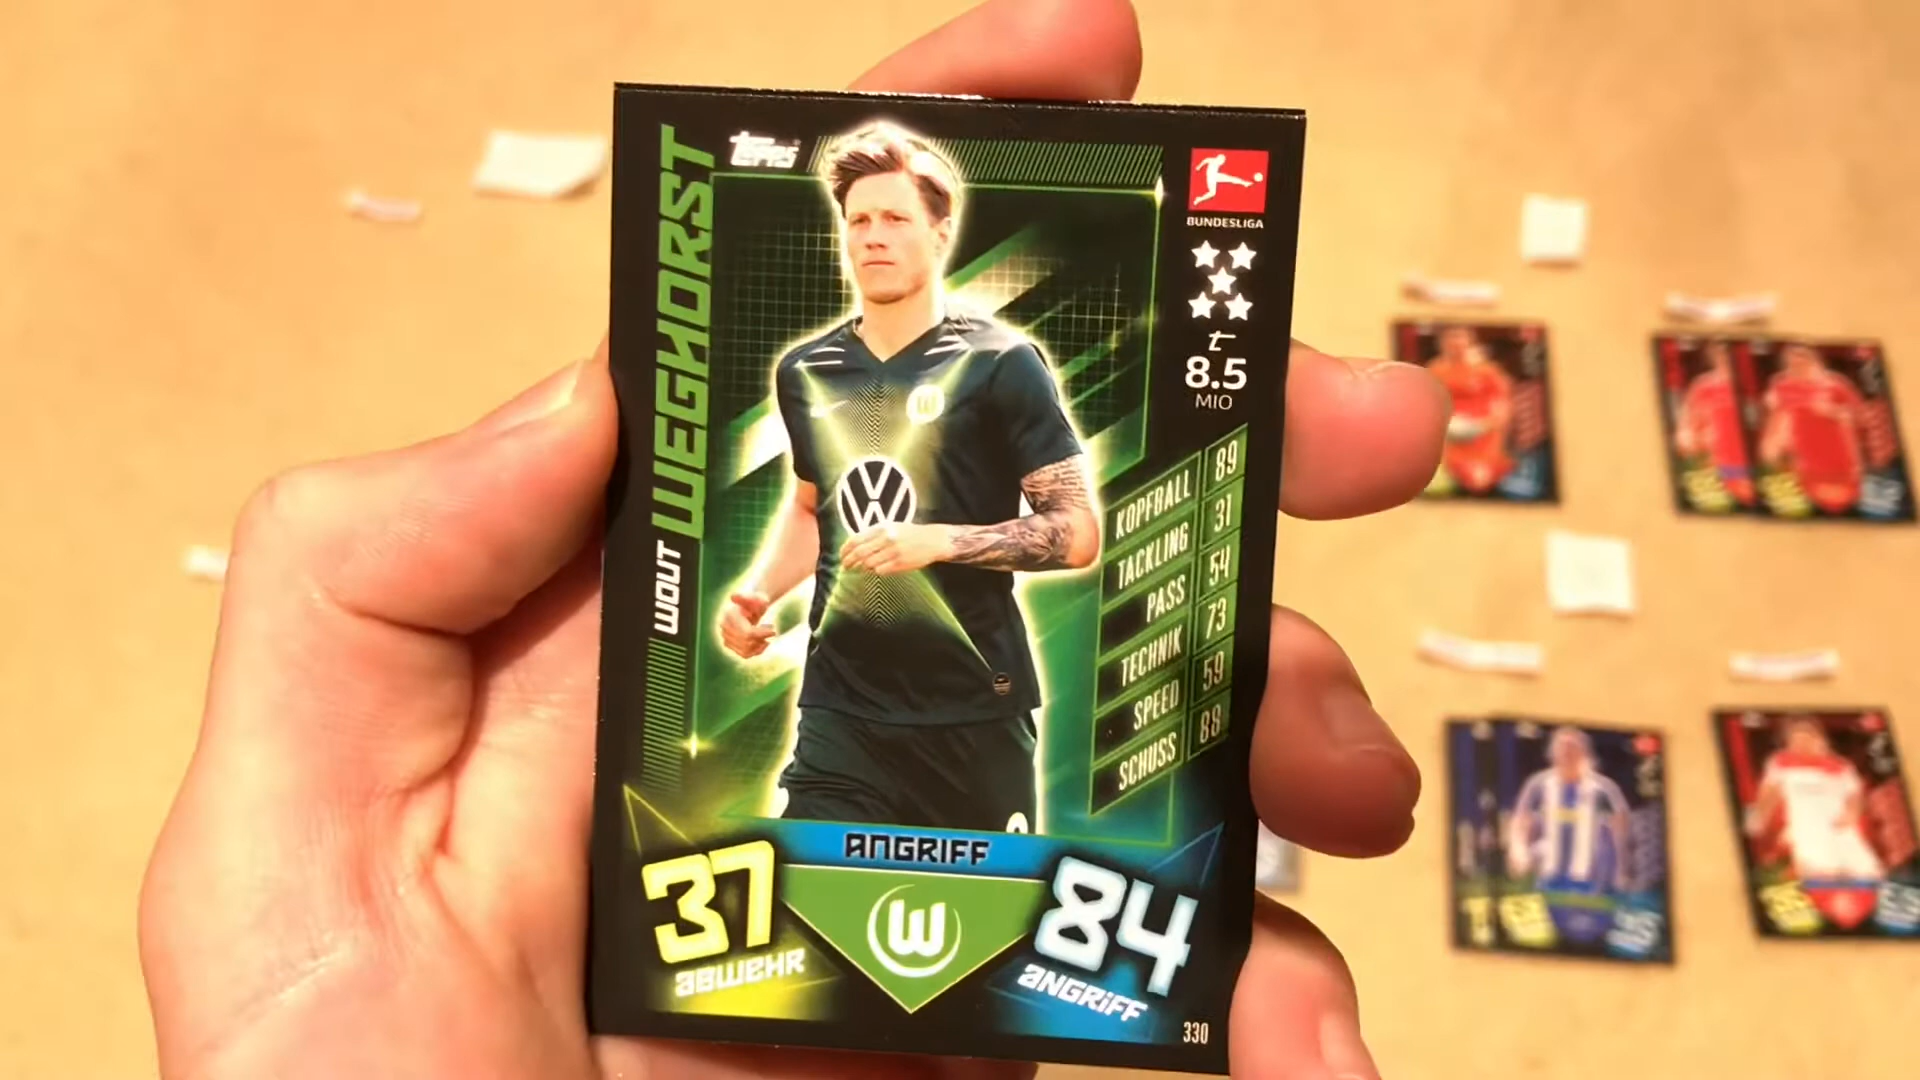 Topps
WOUT WEGHORST
BUNDESLIGA
t
8.5
MIO
KOPFBALL 89
TACKLING 31
PASS 54
TECHNIK 73
SPEED 59
SCHUSS 88
W
VW
ANGRIFF
37
ABWEHR
W
84
ANGRIFF
330